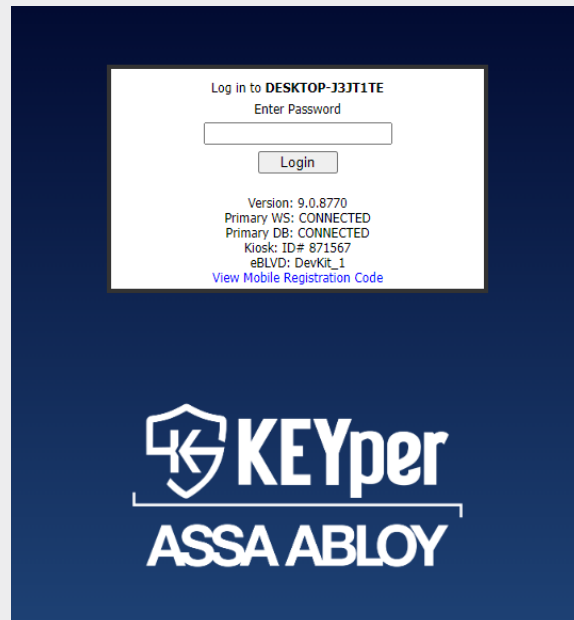 Log in to DESKTOP-J3JT1TE
Enter Password
Login
Version: 9.0.8770
Primary WS: CONNECTED
Primary DB: CONNECTED
Kiosk: ID# 871567
eBLVD: DevKit_1
View Mobile Registration Code
KEYper
ASSA ABLOY